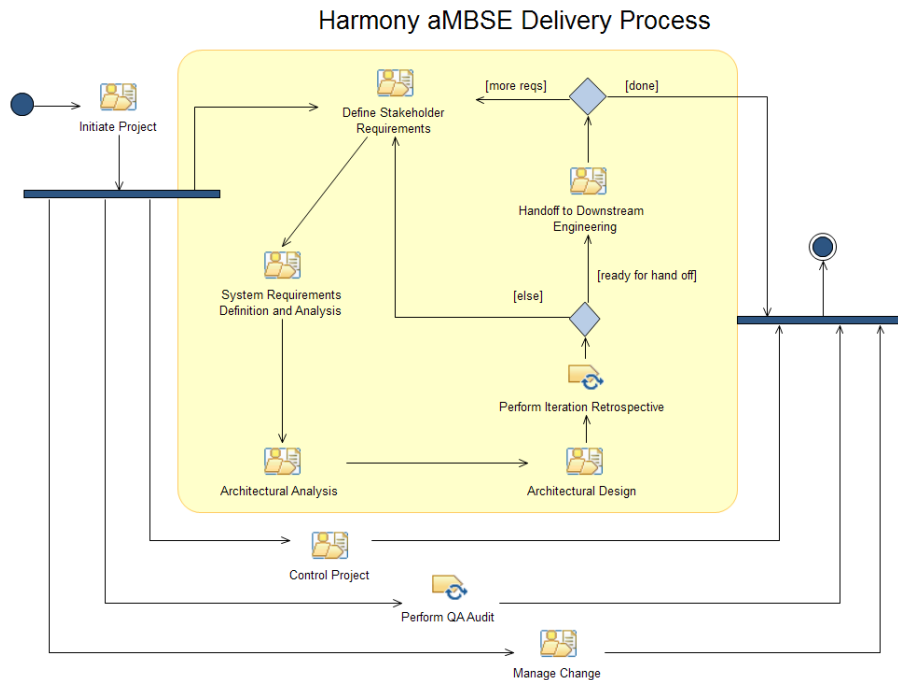 Harmony aMBSE Delivery Process
Initiate Project
Define Stakeholder
Requirements
[more reqs]
[done]
Handoff to Downstream
Engineering
[ready for hand off]
[else]
System Requirements
Definition and Analysis
Perform Iteration Retrospective
Architectural Analysis
Architectural Design
Control Project
Perform QA Audit
Manage Change